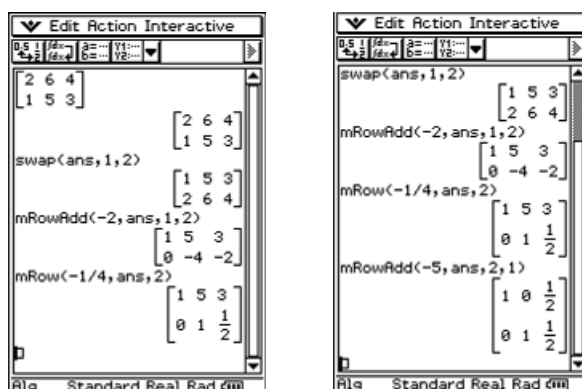 Edit Action Interactive
[2 6 4]
[1 5 3]
[2 6 4]
[1 5 3]
swap(ans,1,2)
[1 5 3]
[2 6 4]
mRowAdd(-2,ans,1,2)
[1 5 3]
[0 -4 -2]
mRow(-1/4,ans,2)
[1 5 3]
[0 1 1/2]
Alg Standard Real Rad
Edit Action Interactive
swap(ans,1,2)
[1 5 3]
[2 6 4]
mRowAdd(-2,ans,1,2)
[1 5 3]
[0 -4 -2]
mRow(-1/4,ans,2)
[1 5 3]
[0 1 1/2]
mRowAdd(-5,ans,2,1)
[1 0 1/2]
[0 1 1/2]
Alg Standard Real Rad